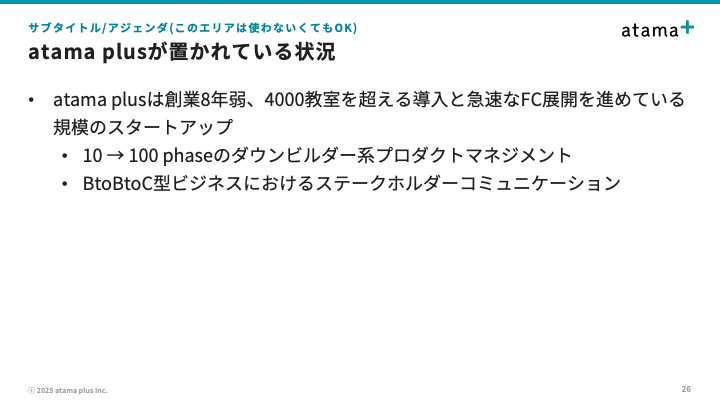 サブタイトル/アジェンダ(このエリアは使わないくてもOK)
atama+
atama plusが置かれている状況
• atama plusは創業8年弱、4000教室を超える導入と急速なFC展開を進めている
規模のスタートアップ
• 10 → 100 phaseのダウンビルダー系プロダクトマネジメント
• BtoBtoC型ビジネスにおけるステークホルダーコミュニケーション
ⓒ 2025 atama plus Inc.
26